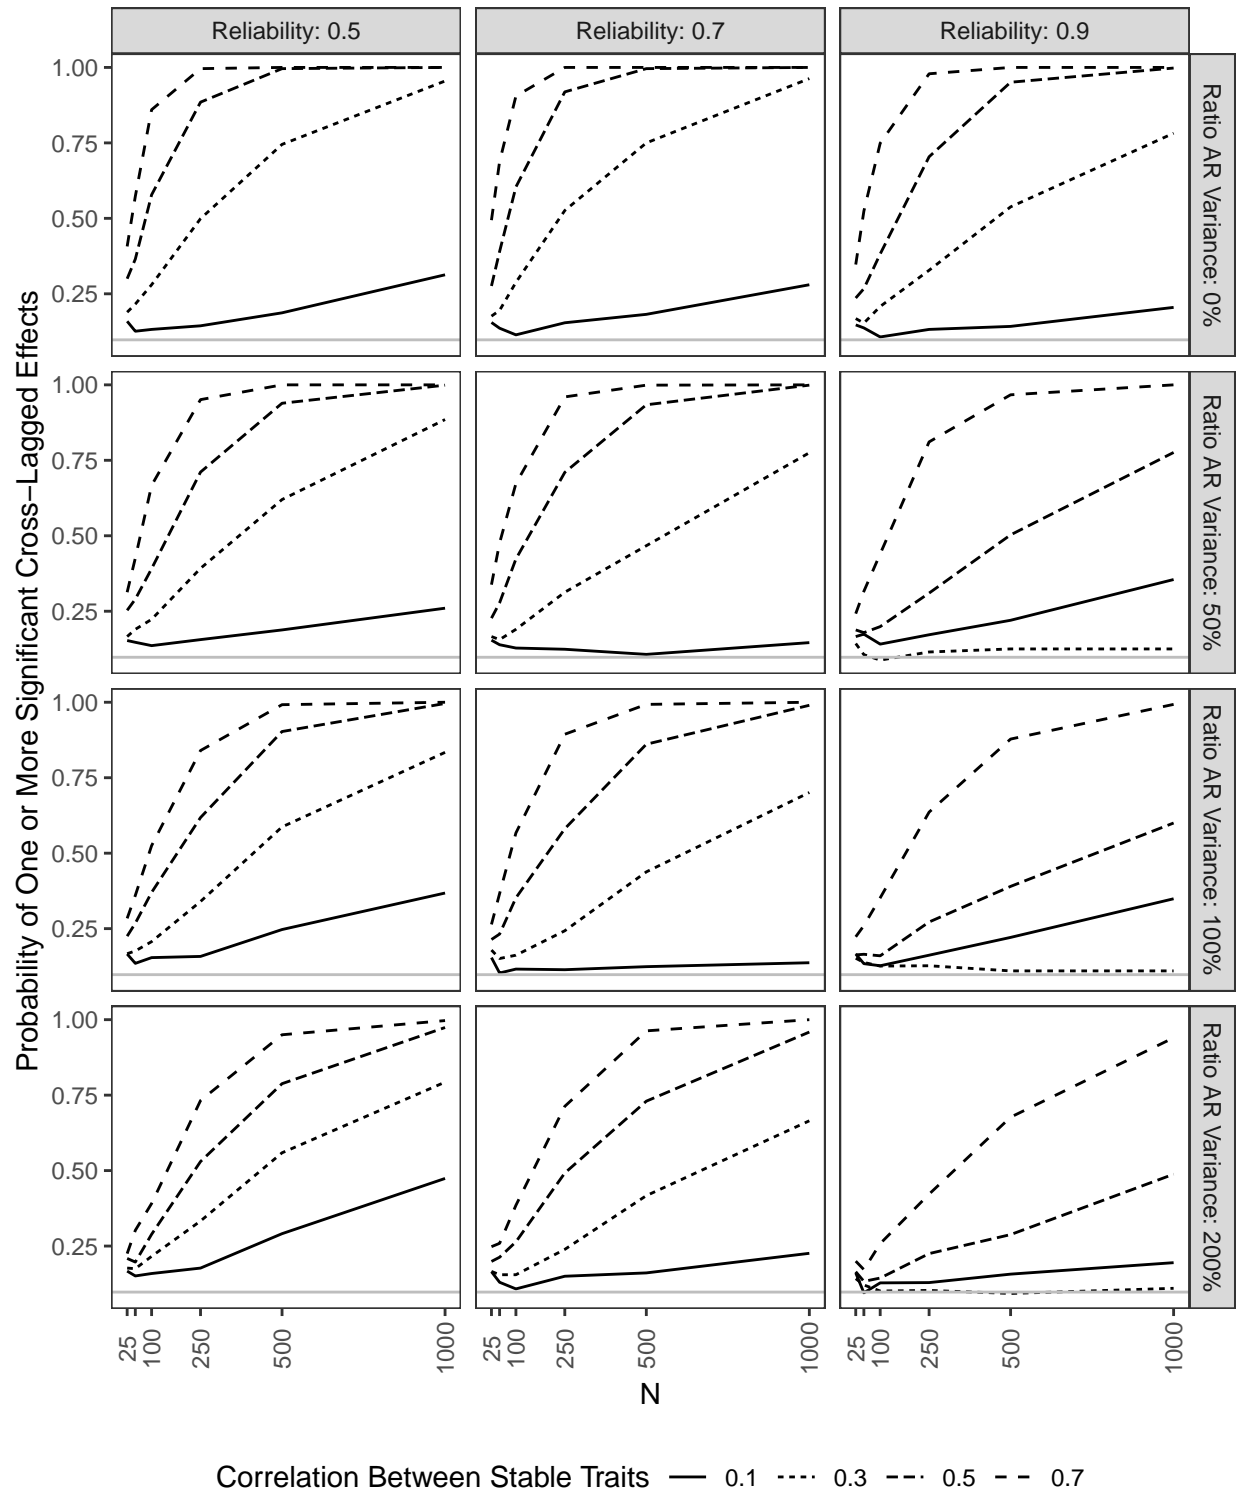 Reliability: 0.5
Reliability: 0.7
Reliability: 0.9
Probability of One or More Significant Cross–Lagged Effects
1.00
0.75
0.50
0.25
Ratio AR Variance: 0%
1.00
0.75
0.50
0.25
Ratio AR Variance: 50%
1.00
0.75
0.50
0.25
Ratio AR Variance: 100%
1.00
0.75
0.50
0.25
Ratio AR Variance: 200%
25 100 250 500 1000
25 100 250 500 1000
25 100 250 500 1000
N
Correlation Between Stable Traits 0.1 0.3 0.5 0.7